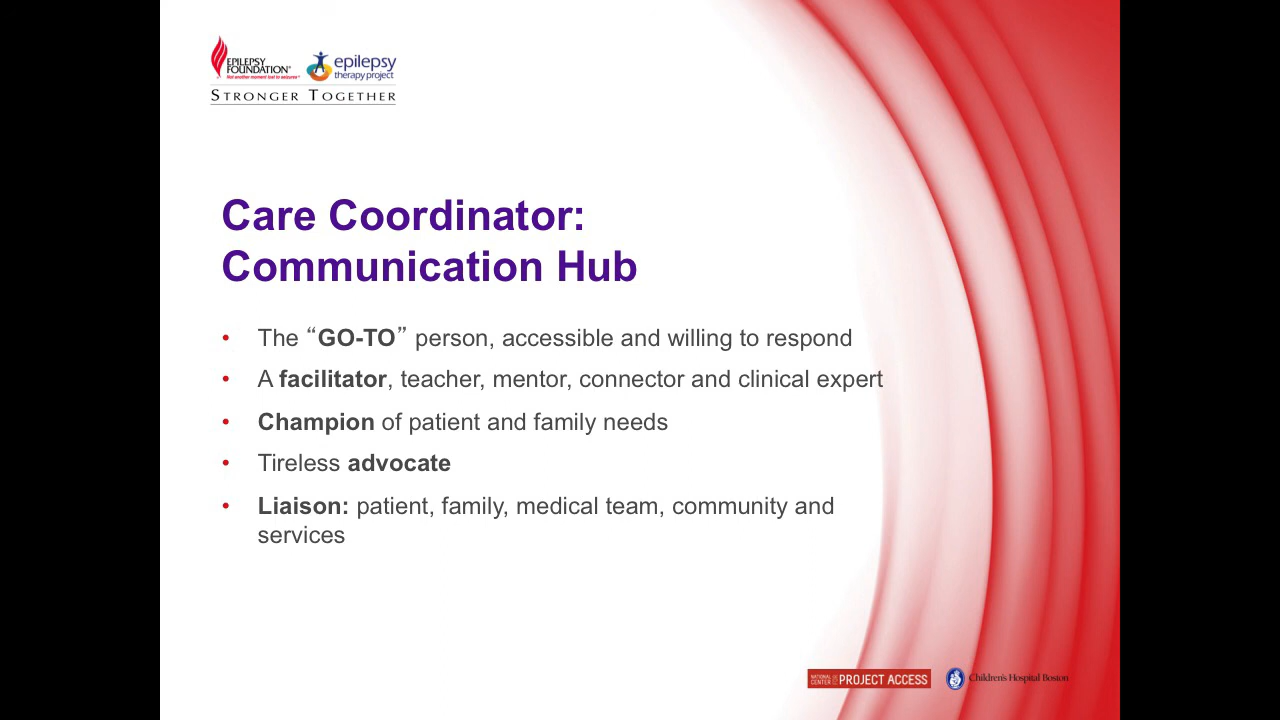 EPILEPSY
FOUNDATION®
Not another moment lost to seizures®
epilepsy
therapy project
STRONGER TOGETHER
Care Coordinator:
Communication Hub
• The “GO-TO” person, accessible and willing to respond
• A facilitator, teacher, mentor, connector and clinical expert
• Champion of patient and family needs
• Tireless advocate
• Liaison: patient, family, medical team, community and
services
NATIONAL
CENTER
PROJECT ACCESS
Children's Hospital Boston